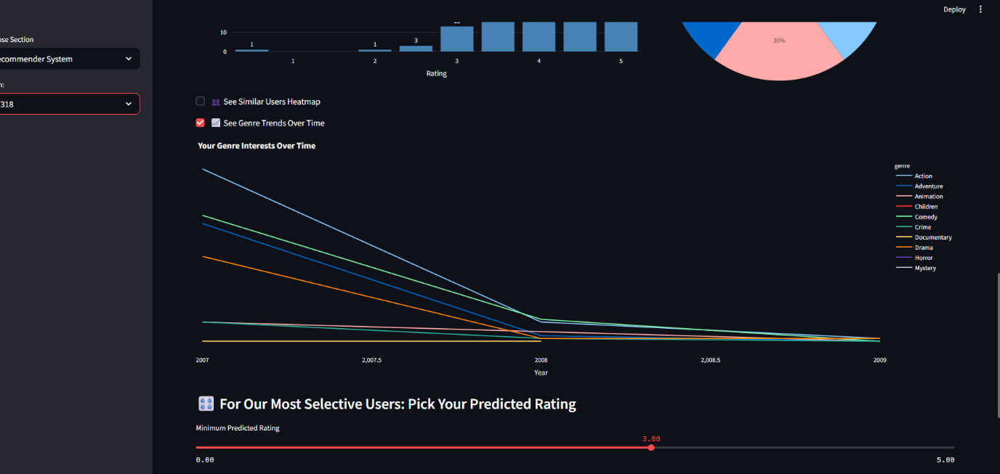 Deploy
ose Section
ecommender System
n:
318
10
0
1
1
3
1
2
3
4
5
Rating
20%
See Similar Users Heatmap
See Genre Trends Over Time
Your Genre Interests Over Time
genre
Action
Adventure
Animation
Children
Comedy
Crime
Documentary
Drama
Horror
Mystery
2007
2,007.5
2008
2,008.5
2009
Year
For Our Most Selective Users: Pick Your Predicted Rating
Minimum Predicted Rating
3.00
0.00
5.00